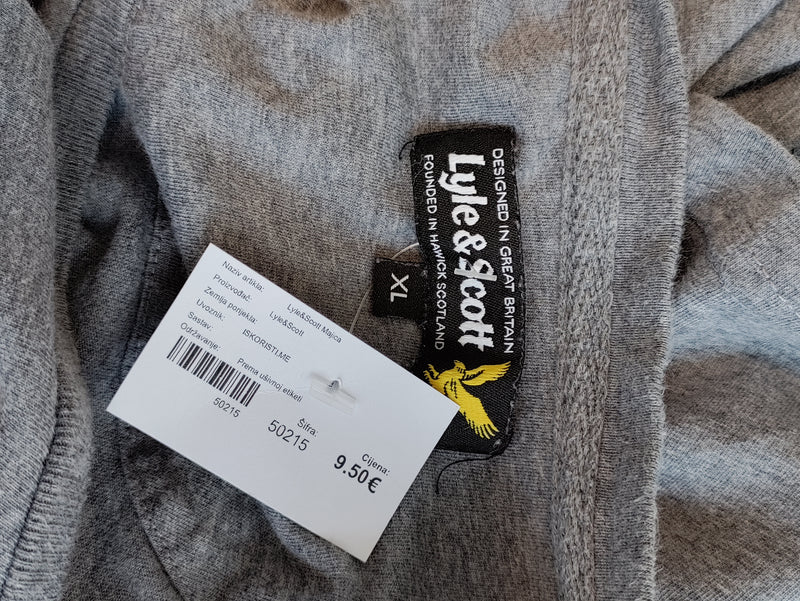 DESIGNED IN GREAT BRITAIN
Lyle&Scott
FOUNDED IN HAWICK SCOTLAND
XL
Naziv artikla: Lyle&Scott Majica
Proizvođač: Lyle&Scott
Zemlja porijekla:
Uvoznik: ISKORISTI.ME
Sastav:
Održavanje: Prema ušivnoj etiketi
50215
Šifra:
50215
Cijena:
9.50€